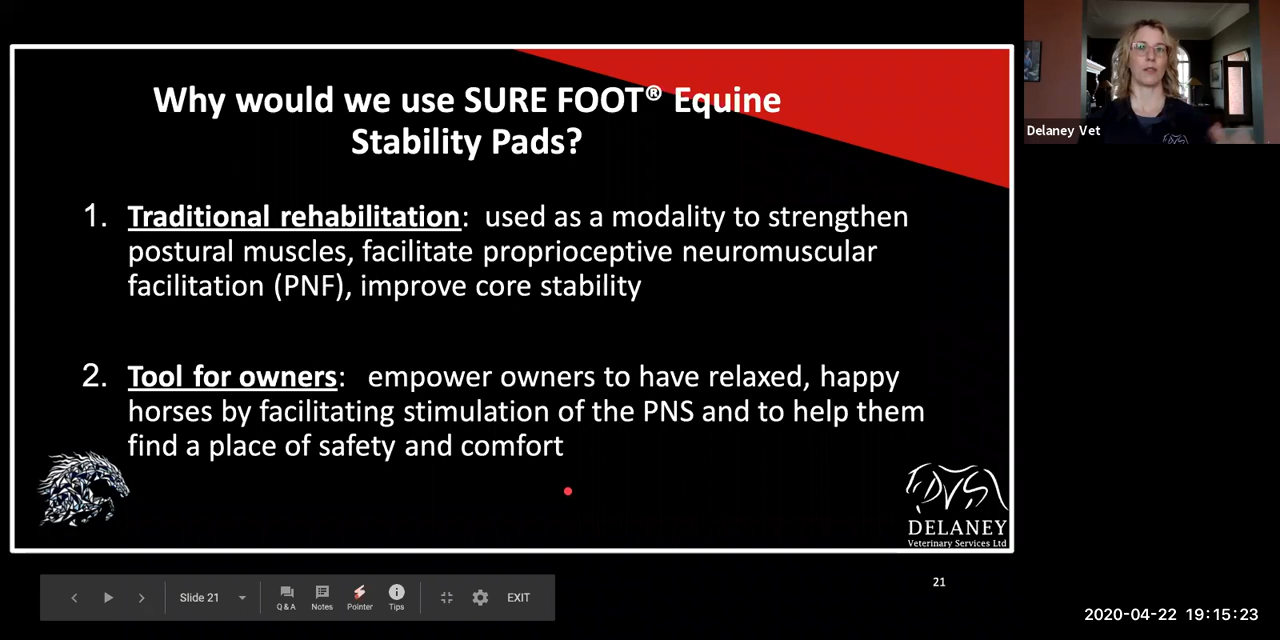 Why would we use SURE FOOT® Equine
Stability Pads?
1. Traditional rehabilitation: used as a modality to strengthen
postural muscles, facilitate proprioceptive neuromuscular
facilitation (PNF), improve core stability
2. Tool for owners: empower owners to have relaxed, happy
horses by facilitating stimulation of the PNS and to help them
find a place of safety and comfort
DVS
DELANEY
Veterinary Services Ltd
Delaney Vet
21
Slide 21
Q&A
Notes
Pointer
Tips
EXIT
2020-04-22 19:15:23